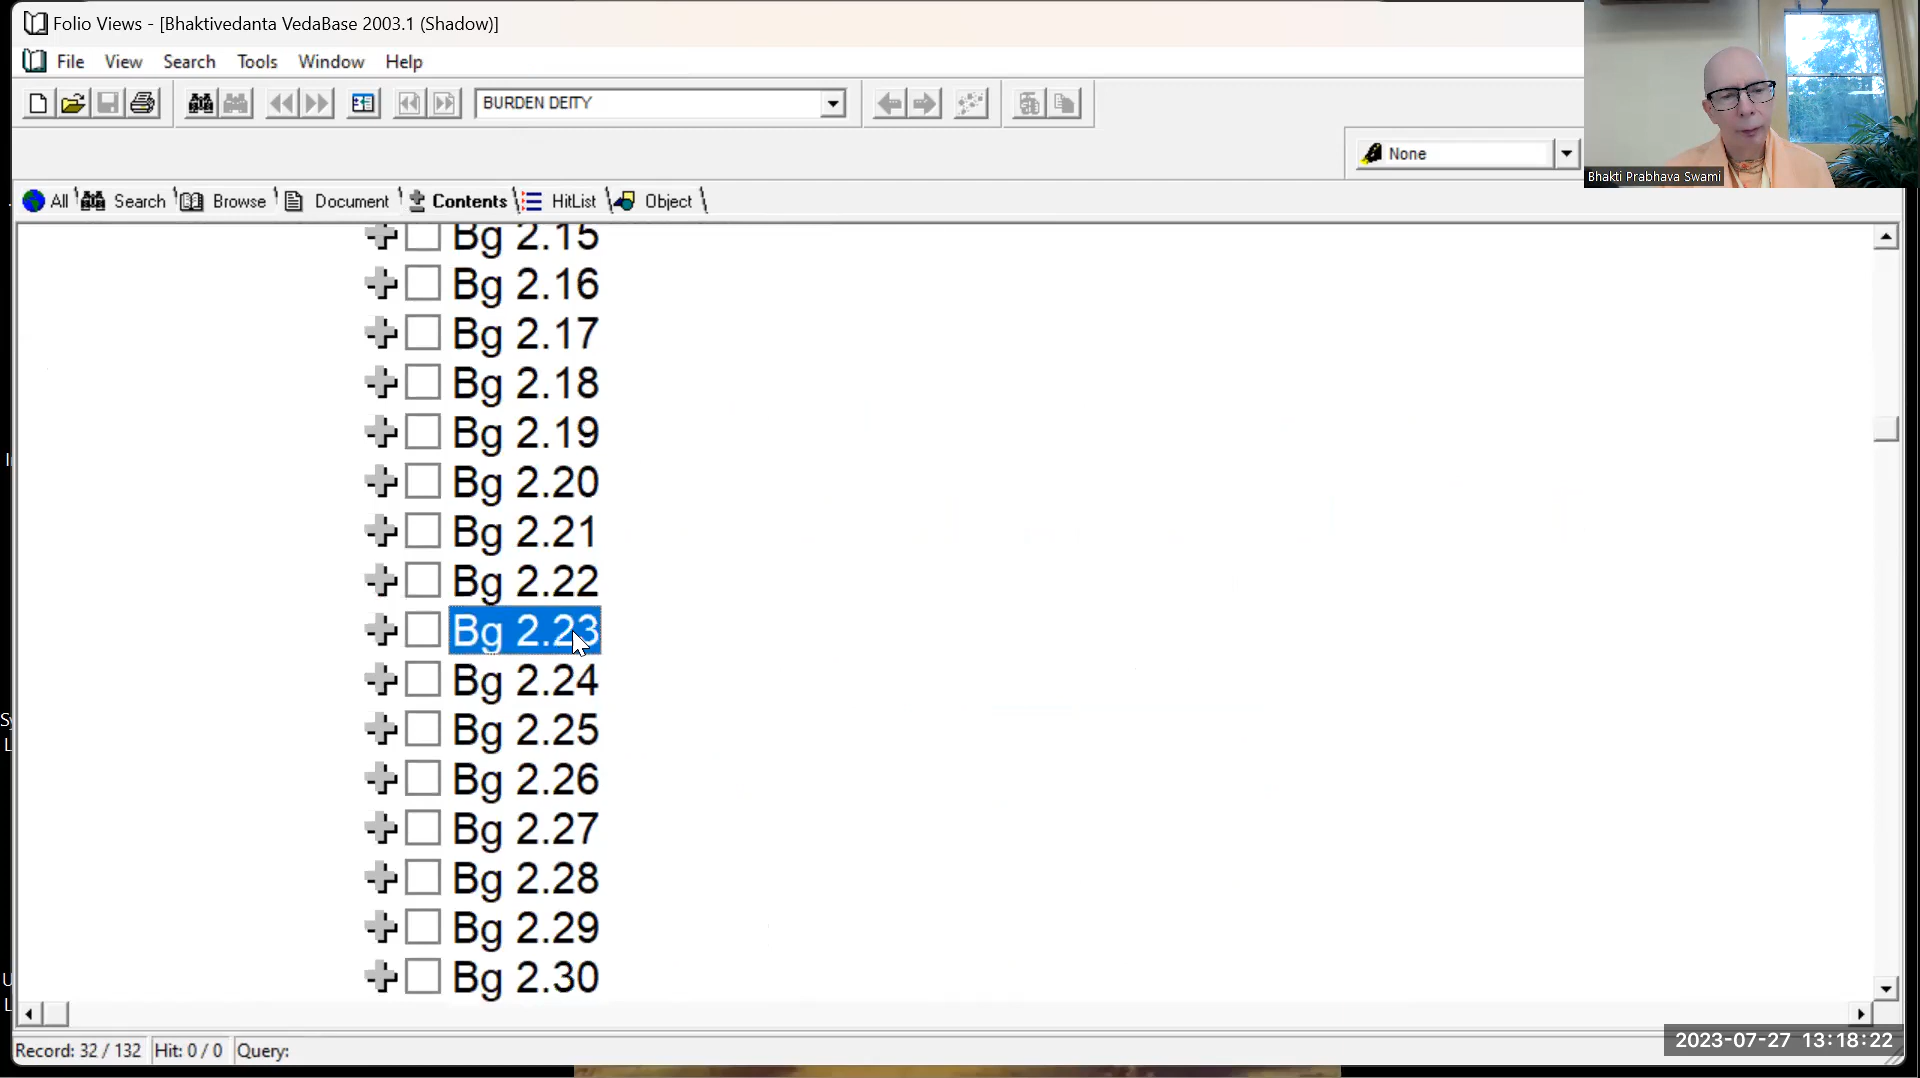 Folio Views - [Bhaktivedanta VedaBase 2003.1 (Shadow)]
File View Search Tools Window Help
BURDEN DEITY
None
Bhakti Prabhava Swami
All Search Browse Document Contents HitList Object
Bg 2.15
Bg 2.16
Bg 2.17
Bg 2.18
Bg 2.19
Bg 2.20
Bg 2.21
Bg 2.22
Bg 2.23
Bg 2.24
Bg 2.25
Bg 2.26
Bg 2.27
Bg 2.28
Bg 2.29
Bg 2.30
2023-07-27 13:18:22
Record: 32 / 132 Hit: 0 / 0 Query: